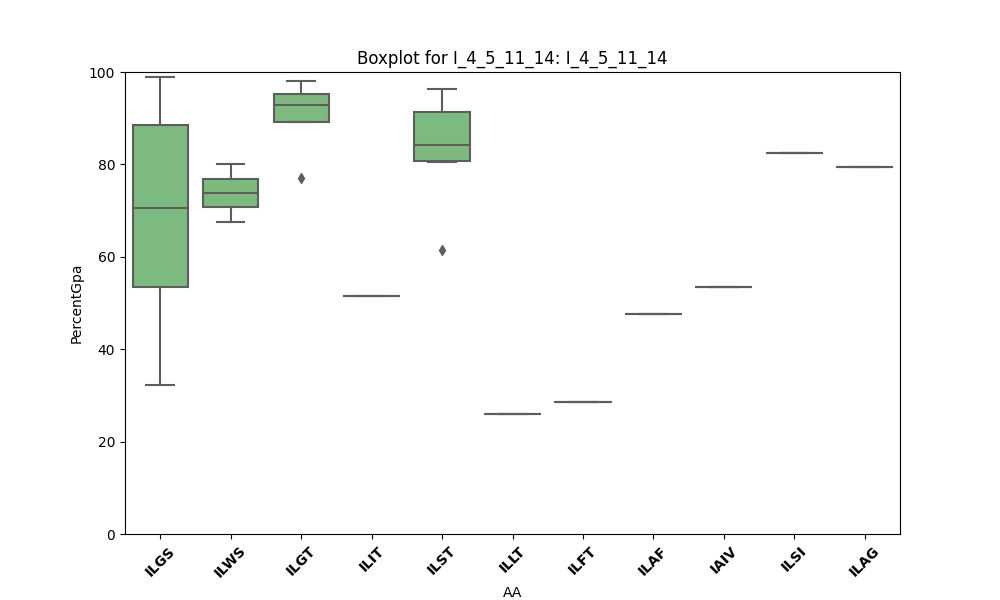 Boxplot for I_4_5_11_14: I_4_5_11_14
PercentGpa
100
80
60
40
20
0
ILGS
ILWS
ILGT
ILIT
ILST
ILLT
ILFT
ILAF
IAIV
ILSI
ILAG
AA